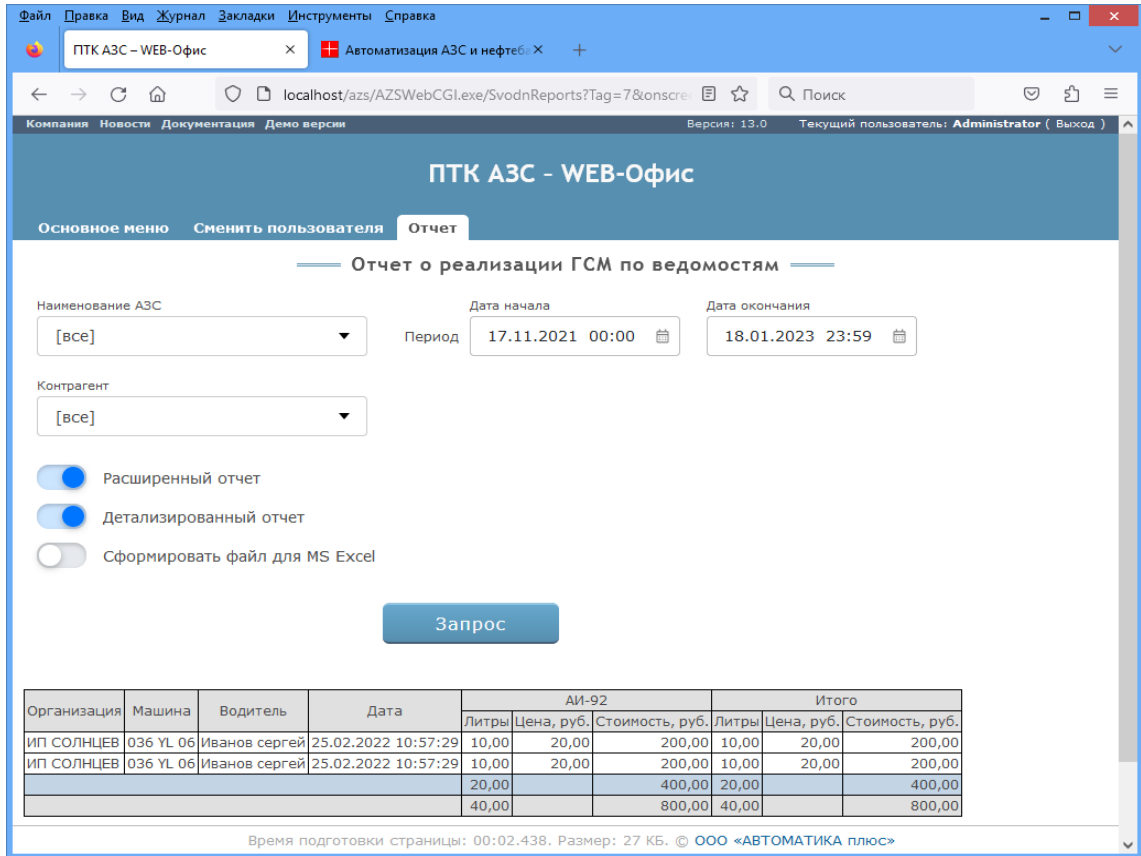 Файл Правка Вид Журнал Закладки Инструменты Справка
ПТК АЗС – WEB-Офис
Автоматизация АЗС и нефтеба
localhost/azs/AZSWebCGI.exe/SvodnReports?Tag=7&onscree
Поиск
Компания Новости Документация Демо версии Версия: 13.0 Текущий пользователь: Administrator ( Выход )
ПТК АЗС – WEB-Офис
Основное меню Сменить пользователя Отчет
Отчет о реализации ГСМ по ведомостям
Наименование АЗС Дата начала Дата окончания
[все] Период 17.11.2021 00:00 18.01.2023 23:59
Контрагент
[все]
Расширенный отчет
Детализированный отчет
Сформировать файл для MS Excel
Запрос
Организация Машина Водитель Дата АИ-92 Итого
Литры Цена, руб. Стоимость, руб. Литры Цена, руб. Стоимость, руб.
ИП СОЛНЦЕВ 036 YL 06 Иванов сергей 25.02.2022 10:57:29 10,00 20,00 200,00 10,00 20,00 200,00
ИП СОЛНЦЕВ 036 YL 06 Иванов сергей 25.02.2022 10:57:29 10,00 20,00 200,00 10,00 20,00 200,00
20,00 400,00 20,00 400,00
40,00 800,00 40,00 800,00
Время подготовки страницы: 00:02.438. Размер: 27 КБ. © ООО «АВТОМАТИКА плюс»